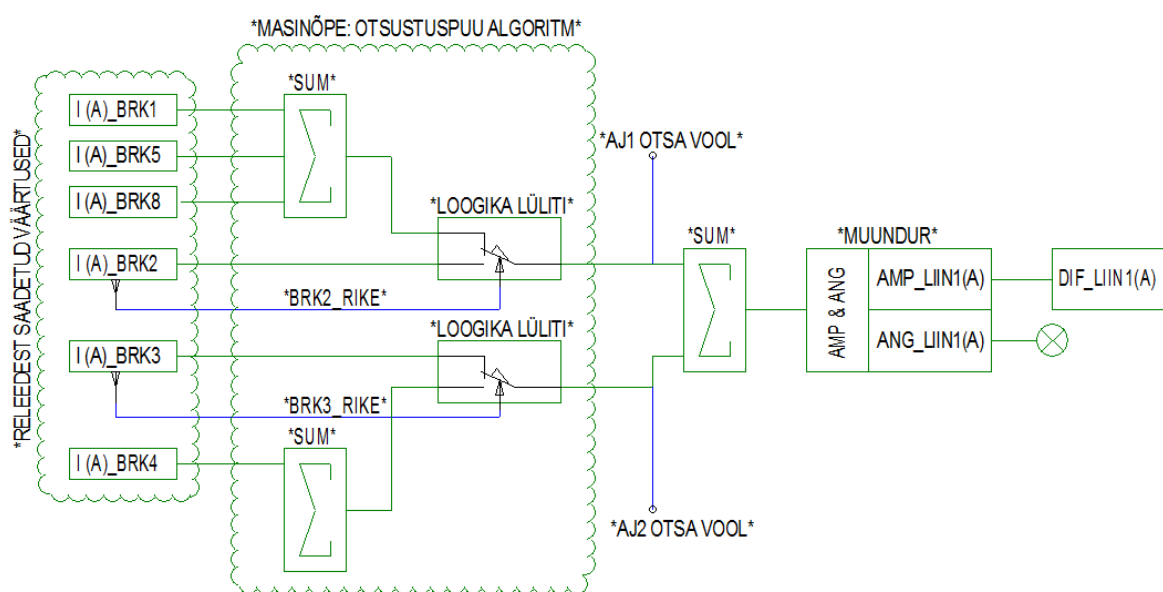 *MASINÕPE: OTSUSTUSPUU ALGORITM*
*RELEEDEST SAADETUD VÄÄRTUSED*
I (A)_BRK1
I (A)_BRK5
I (A)_BRK8
I (A)_BRK2
*BRK2_RIKE*
I (A)_BRK3
*BRK3_RIKE*
I (A)_BRK4
*SUM*
*SUM*
*LOOGIKA LÜLITI*
*LOOGIKA LÜLITI*
*AJ1 OTSA VOOL*
*AJ2 OTSA VOOL*
*SUM*
*MUUNDUR*
AMP & ANG
AMP_LIIN1(A)
ANG_LIIN1(A)
DIF_LIIN1(A)